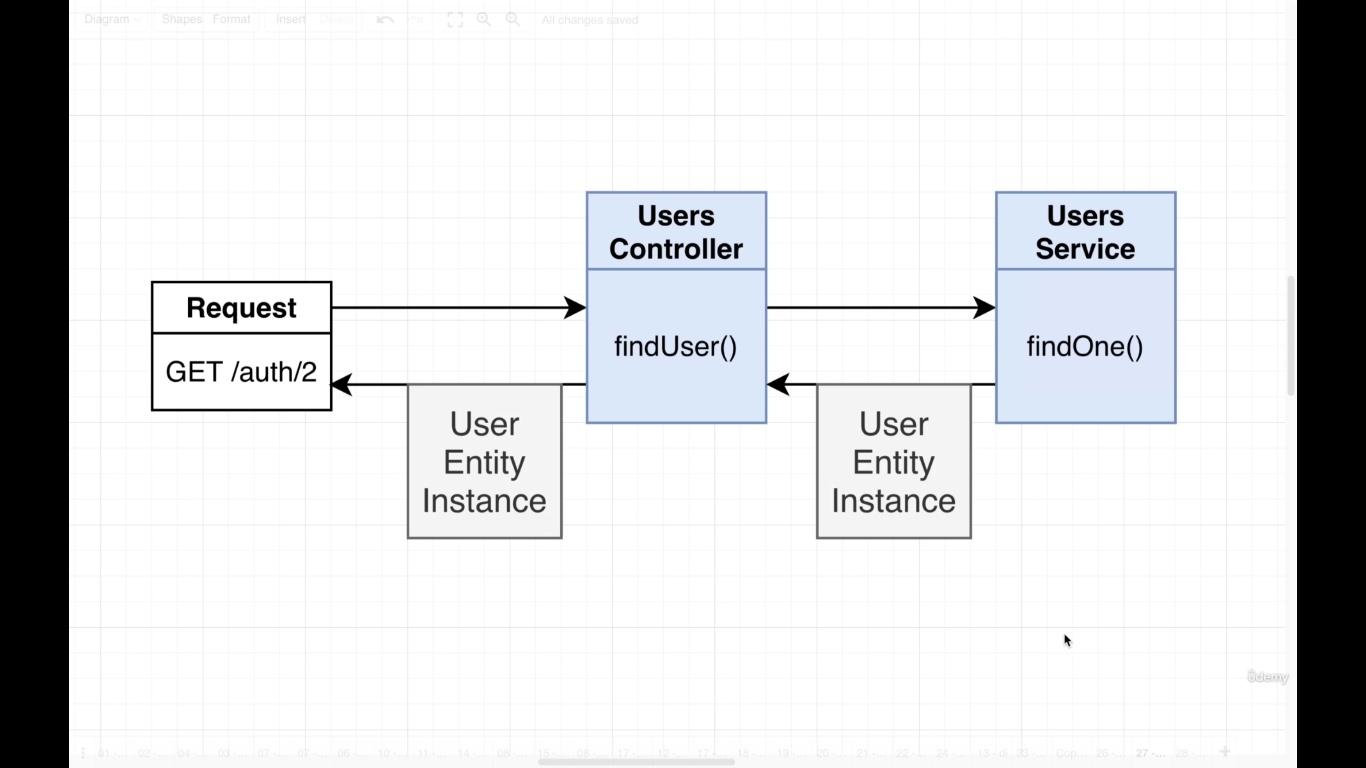 Diagram Shapes Format Insert Delete All changes saved
Users
Controller
Users
Service
Request
GET /auth/2
findUser()
findOne()
User
Entity
Instance
User
Entity
Instance
ûdemy
01 -... 02 -... 04 -... 03 -... 07 -... 07 -... 06 -... 10 -... 11 -... 14 -... 08 -... 15 -... 08 -... 17 -... 12 -... 17 -... 18 -... 19 -... 20 -... 21 -... 22 -... 24 -... 13 - di 23 -... Cop... 26 -... 27 -... 28 -...